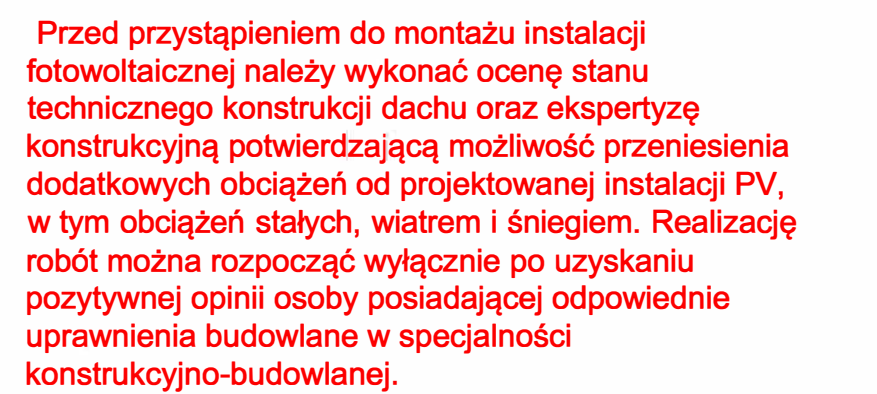 Przed przystąpieniem do montażu instalacji
fotowoltaicznej należy wykonać ocenę stanu
technicznego konstrukcji dachu oraz ekspertyzę
konstrukcyjną potwierdzającą możliwość przeniesienia
dodatkowych obciążeń od projektowanej instalacji PV,
w tym obciążeń stałych, wiatrem i śniegiem. Realizację
robót można rozpocząć wyłącznie po uzyskaniu
pozytywnej opinii osoby posiadającej odpowiednie
uprawnienia budowlane w specjalności
konstrukcyjno-budowlanej.